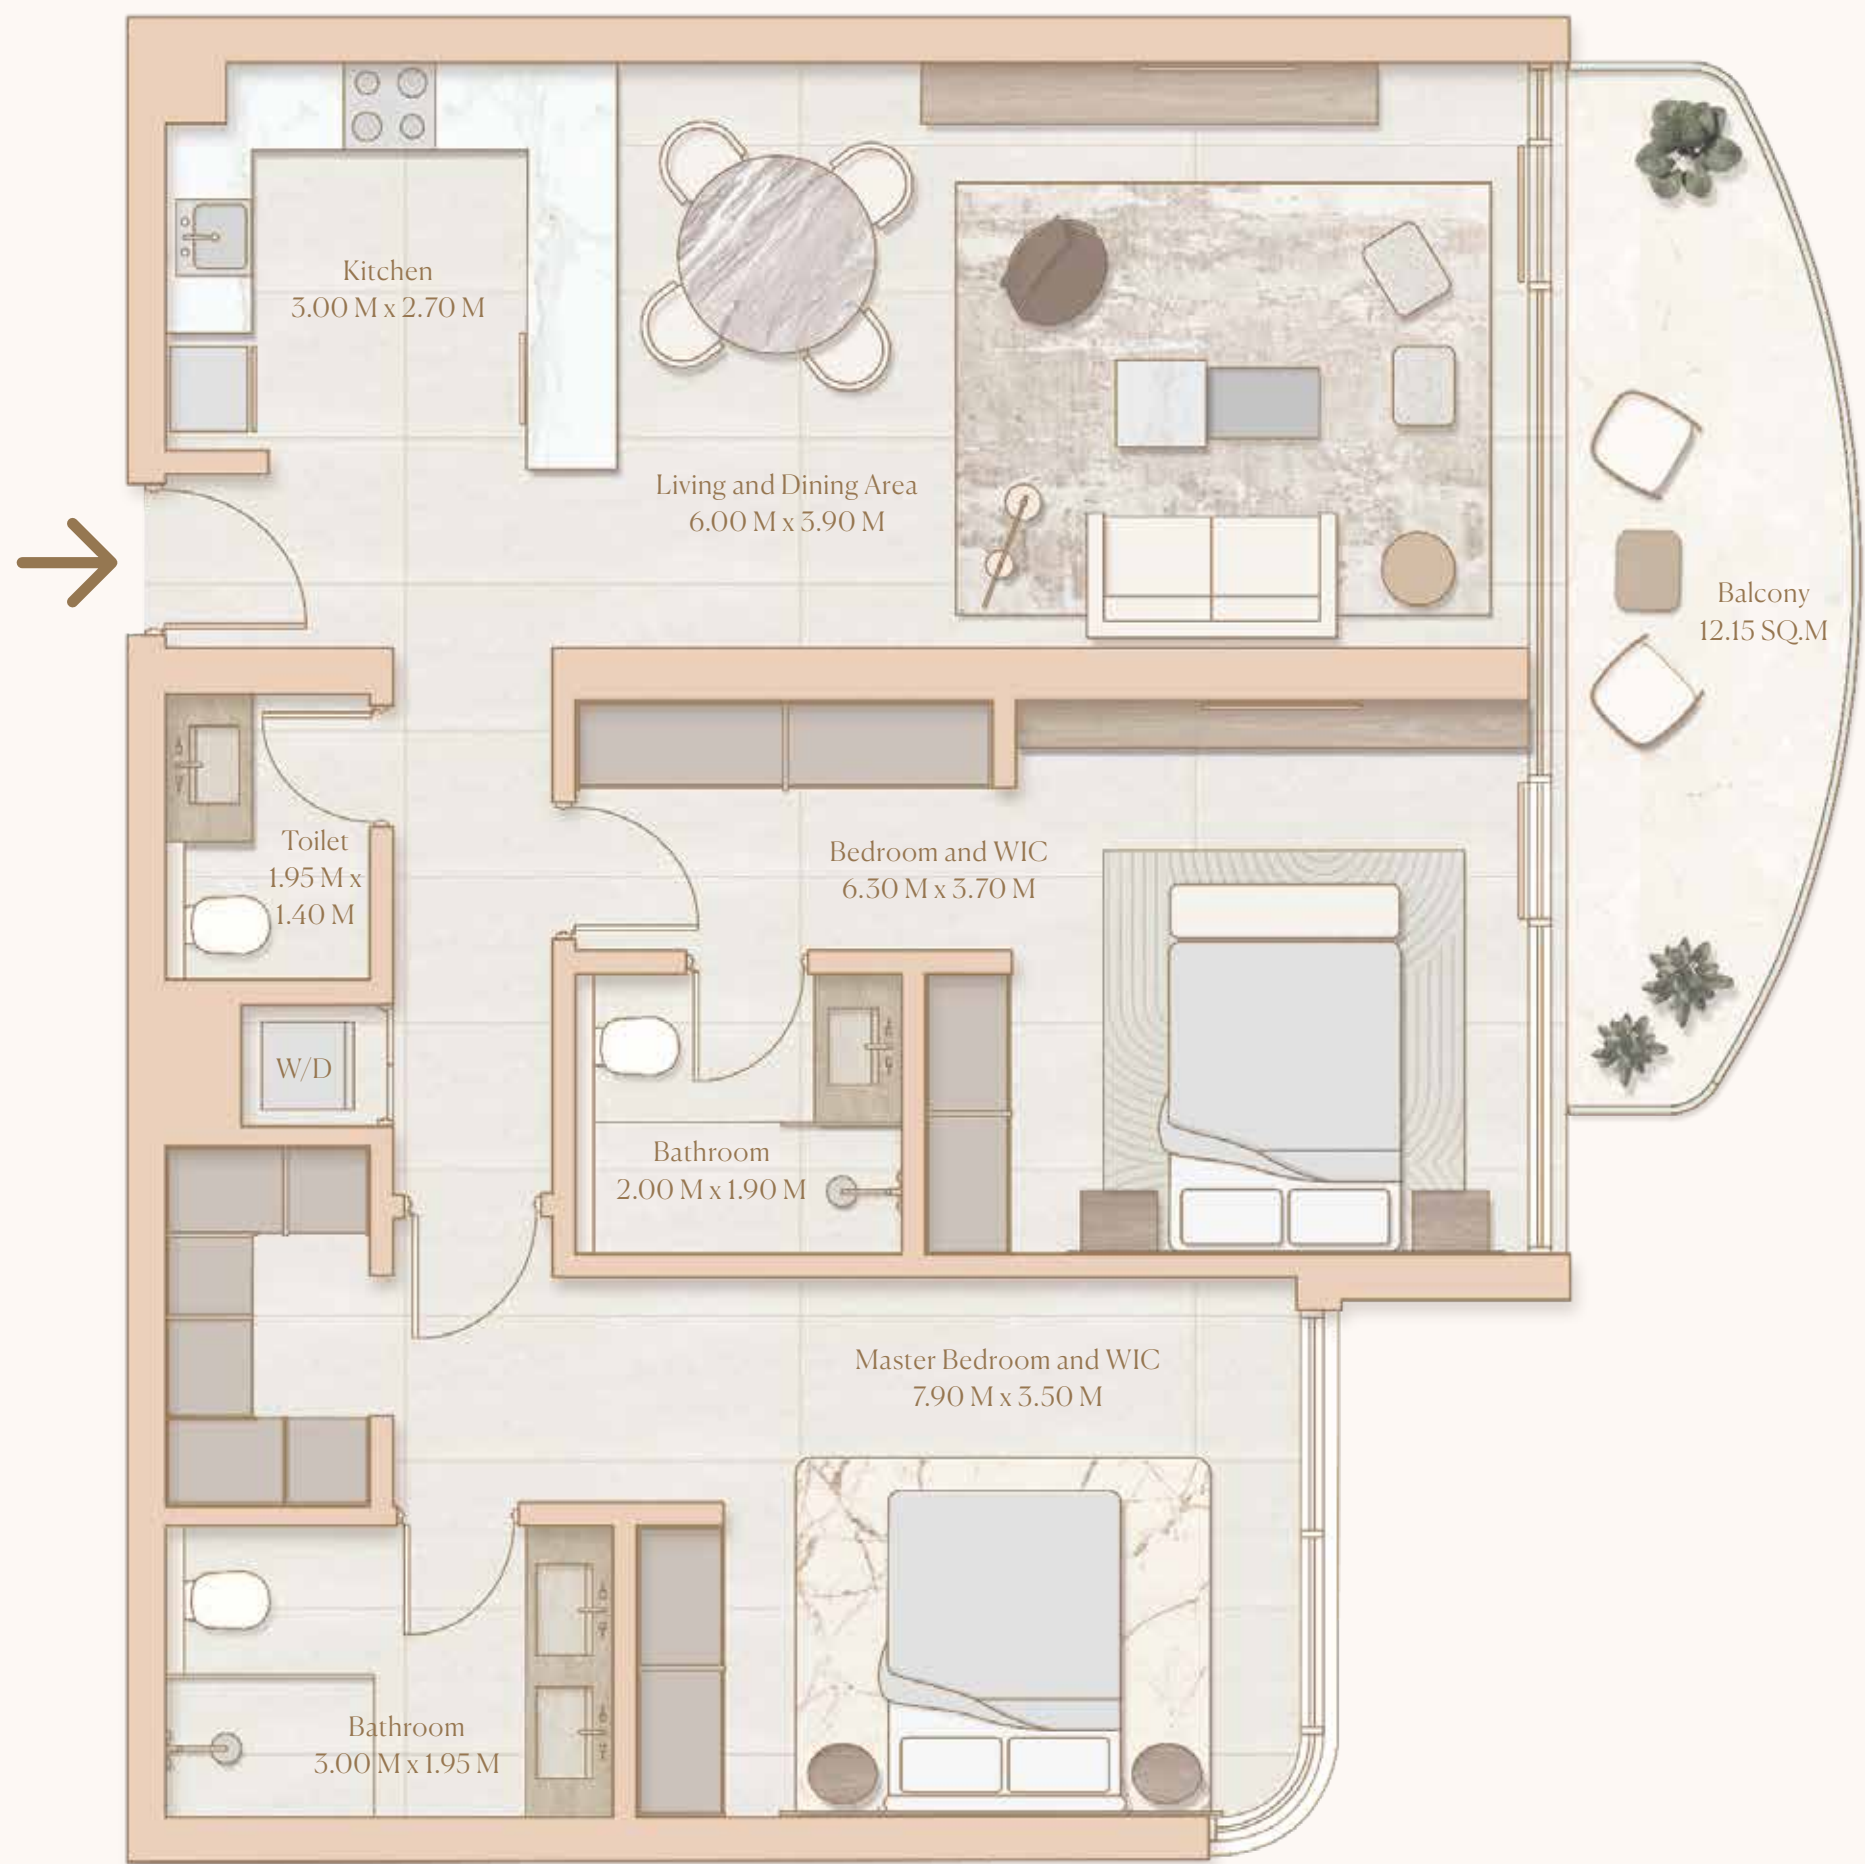 Kitchen
3.00 M x 2.70 M
Living and Dining Area
6.00 M x 3.90 M
Balcony
12.15 SQ.M
Toilet
1.95 M x
1.40 M
Bedroom and WIC
6.30 M x 3.70 M
W/D
Bathroom
2.00 M x 1.90 M
Master Bedroom and WIC
7.90 M x 3.50 M
Bathroom
3.00 M x 1.95 M